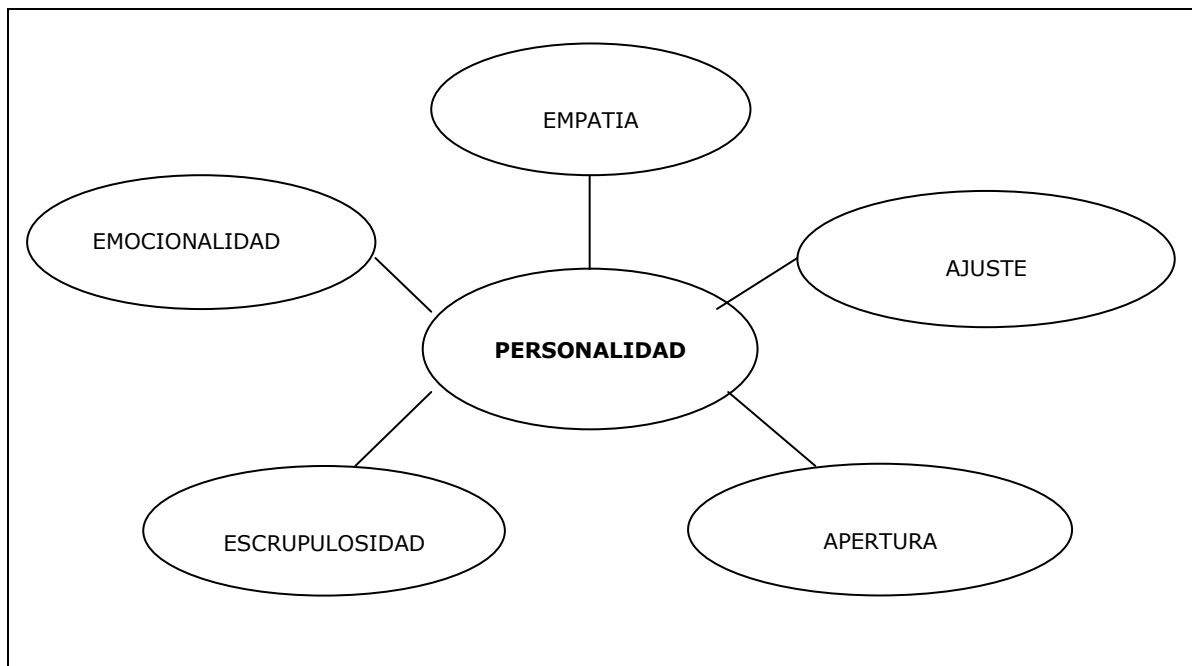 EMPATIA
EMOCIONALIDAD
AJUSTE
PERSONALIDAD
ESCRUPULOSIDAD
APERTURA